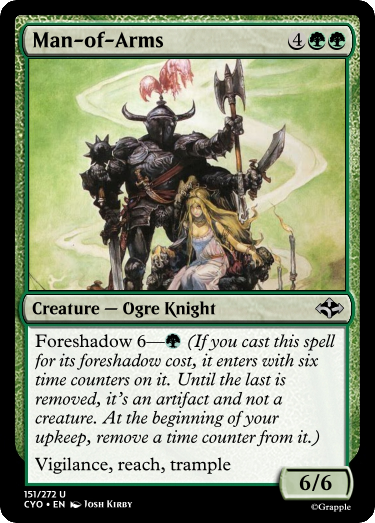 Man-of-Arms 4
Creature — Ogre Knight
Foreshadow 6— (If you cast this spell
for its foreshadow cost, it enters with six
time counters on it. Until the last is
removed, it's an artifact and not a
creature. At the beginning of your
upkeep, remove a time counter from it.)
Vigilance, reach, trample
6/6
151/272 U
CYO • EN Josh Kirby
©Grapple